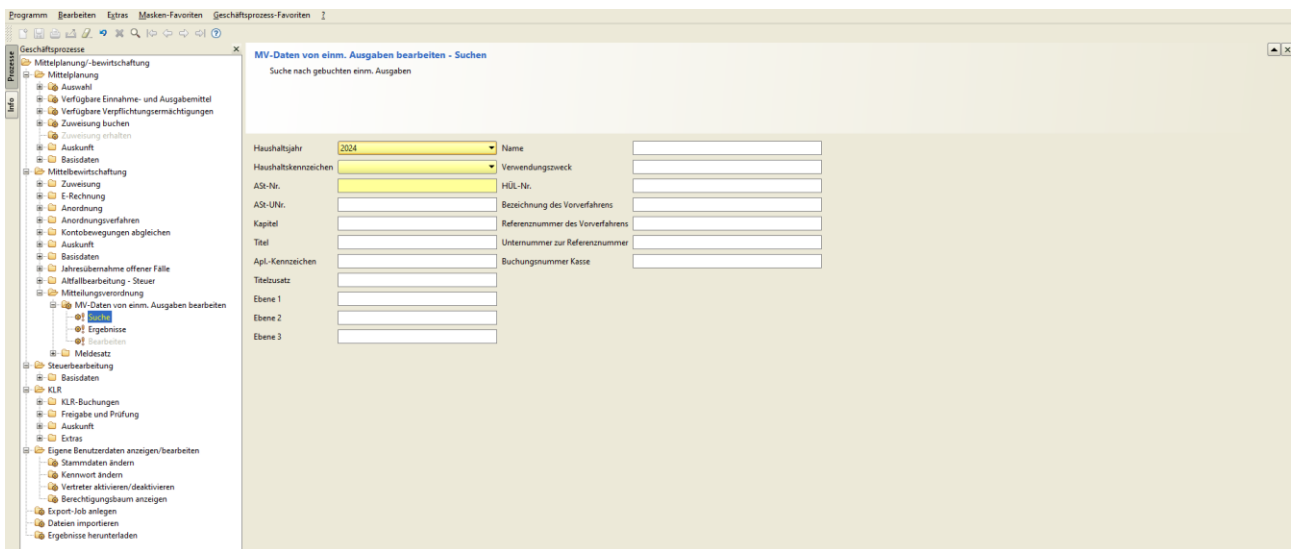 Programm Bearbeiten Extras Masken-Favoriten Geschäftsprozess-Favoriten ?
Prozesse
Info
Geschäftsprozesse
Mittelplanung/-bewirtschaftung
Mittelplanung
Auswahl
Verfügbare Einnahme- und Ausgabemittel
Verfügbare Verpflichtungsermächtigungen
Zuweisung buchen
Zuweisung erhalten
Auskunft
Basisdaten
Mittelbewirtschaftung
Zuweisung
E-Rechnung
Anordnung
Anordnungsverfahren
Kontobewegungen abgleichen
Auskunft
Basisdaten
Jahresübernahme offener Fälle
Altfallbearbeitung - Steuer
Mitteilungsverordnung
MV-Daten von einm. Ausgaben bearbeiten
Suche
Ergebnisse
Bearbeiten
Meldesatz
Steuerbearbeitung
Basisdaten
KLR
KLR-Buchungen
Freigabe und Prüfung
Auskunft
Extras
Eigene Benutzerdaten anzeigen/bearbeiten
Stammdaten ändern
Kennwort ändern
Vertreter aktivieren/deaktivieren
Berechtigungsbaum anzeigen
Export-Job anlegen
Dateien importieren
Ergebnisse herunterladen
MV-Daten von einm. Ausgaben bearbeiten - Suchen
Suche nach gebuchten einm. Ausgaben
Haushaltsjahr 2024 Name
Haushaltskennzeichen Verwendungszweck
ASt-Nr. HÜL-Nr.
ASt-UNr. Bezeichnung des Vorverfahrens
Kapitel Referenznummer des Vorverfahrens
Titel Unternummer zur Referenznummer
Apl.-Kennzeichen Buchungsnummer Kasse
Titelzusatz
Ebene 1
Ebene 2
Ebene 3